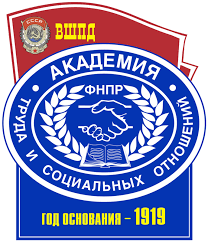 СССР
ВШПД
АКАДЕМИЯ
ФНПР
ТРУДА И СОЦИАЛЬНЫХ ОТНОШЕНИЙ
ГОД ОСНОВАНИЯ – 1919